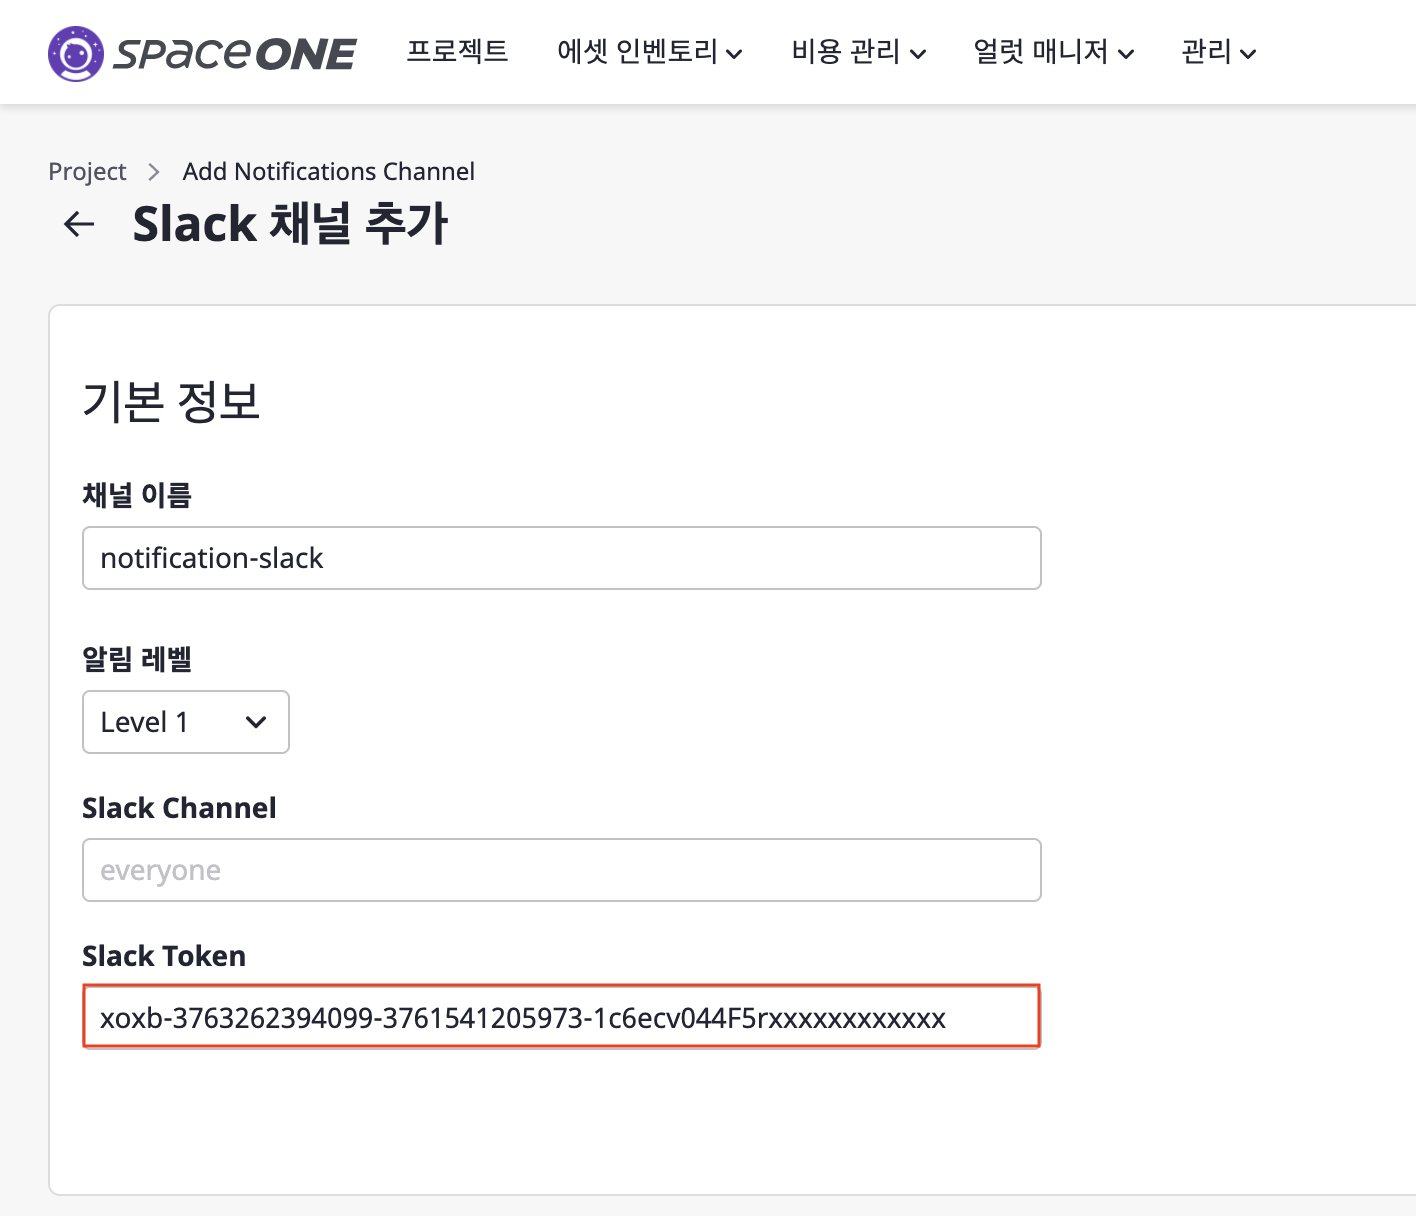 SPACEONE 프로젝트 에셋 인벤토리 비용 관리 얼럿 매니저 관리
Project > Add Notifications Channel
← Slack 채널 추가
기본 정보
채널 이름
notification-slack
알림 레벨
Level 1
Slack Channel
everyone
Slack Token
xoxb-3763262394099-3761541205973-1c6ecv044F5rxxxxxxxxxxxx